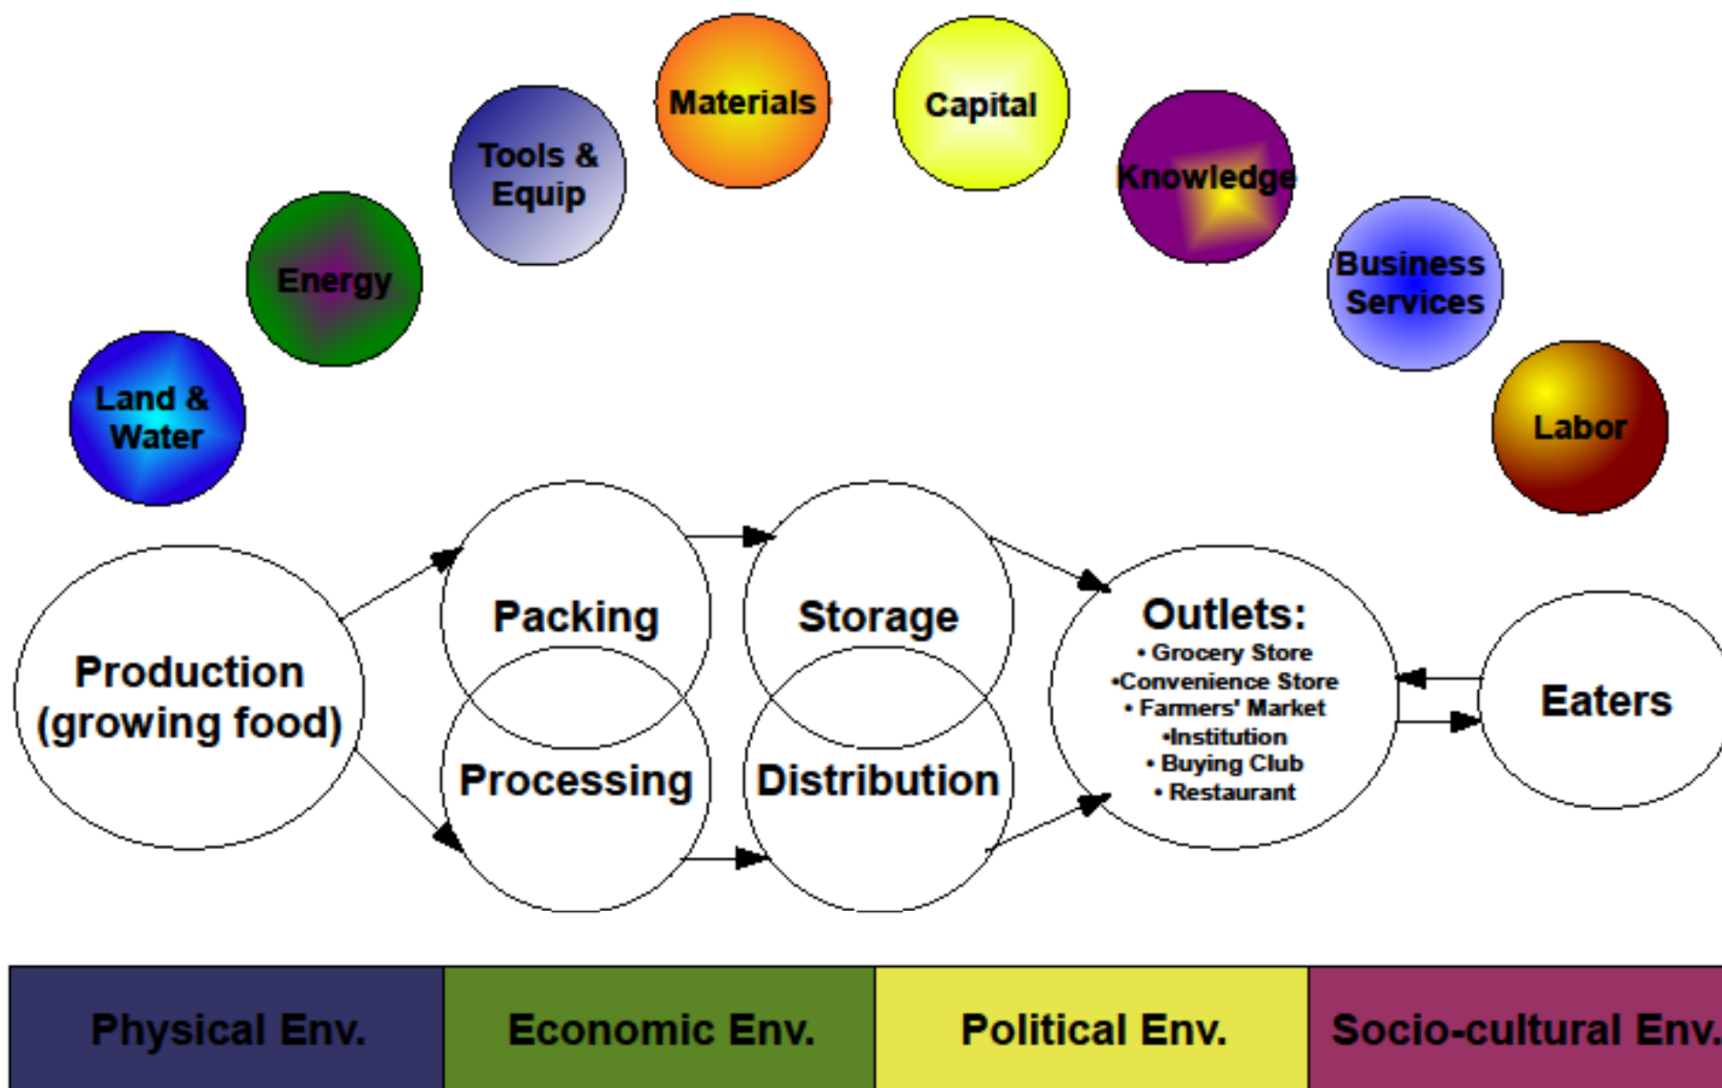 Materials
Capital
Tools &
Equip
Knowledge
Energy
Business
Services
Land &
Water
Labor
Production
(growing food)
Packing
Processing
Storage
Distribution
Outlets:
• Grocery Store
•Convenience Store
• Farmers' Market
•Institution
• Buying Club
• Restaurant
Eaters
Physical Env.
Economic Env.
Political Env.
Socio-cultural Env.